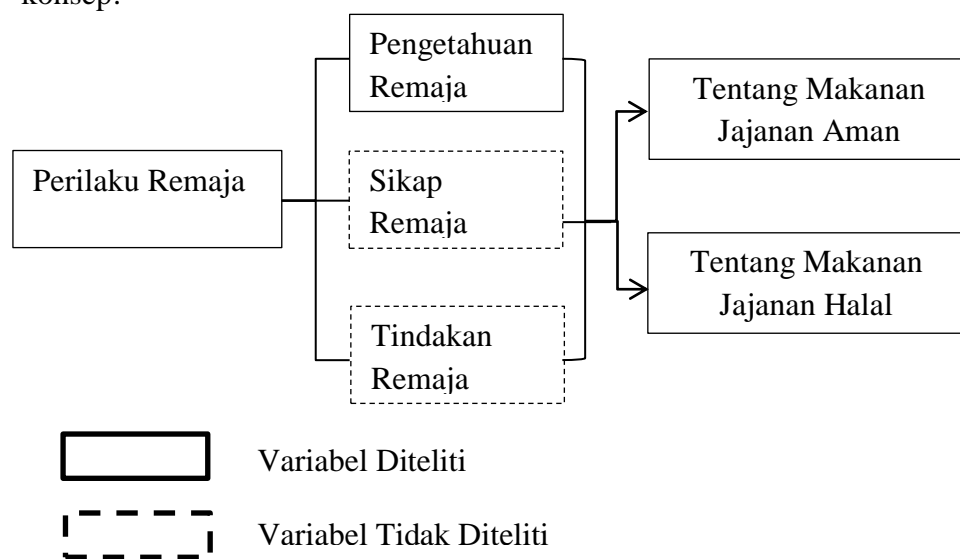 konsep.
Perilaku Remaja
Pengetahuan
Remaja
Sikap
Remaja
Tindakan
Remaja
Tentang Makanan
Jajanan Aman
Tentang Makanan
Jajanan Halal
Variabel Diteliti
Variabel Tidak Diteliti